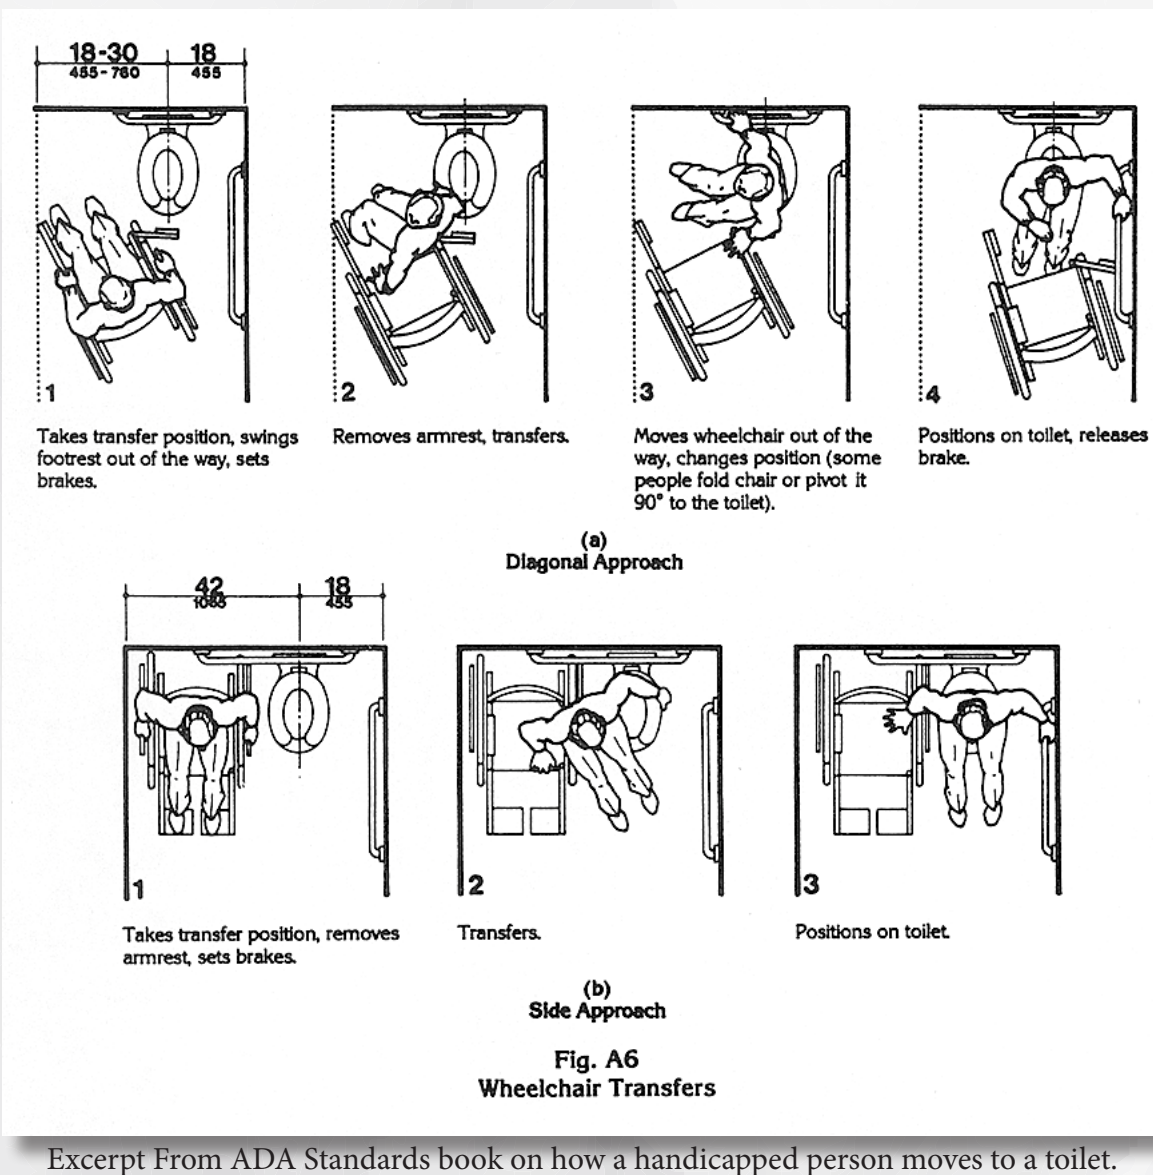 18-30
455-760
18
455
1
2
3
4
Takes transfer position, swings
footrest out of the way, sets
brakes.
Removes armrest, transfers.
Moves wheelchair out of the
way, changes position (some
people fold chair or pivot it
90° to the toilet).
Positions on toilet, releases
brake.
(a)
Diagonal Approach
42
1065
18
455
1
2
3
Takes transfer position, removes
armrest, sets brakes.
Transfers.
Positions on toilet.
(b)
Side Approach
Fig. A6
Wheelchair Transfers
Excerpt From ADA Standards book on how a handicapped person moves to a toilet.